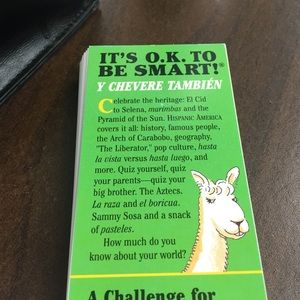 IT'S O.K. TO
BE SMART!®
Y CHEVERE TAMBIÉN
Celebrate the heritage: El Cid
to Selena, marimbas and the
Pyramid of the Sun. HISPANIC AMERICA
covers it all: history, famous people,
the Arch of Carabobo, geography,
"The Liberator," pop culture, hasta
la vista versus hasta luego, and
more. Quiz yourself, quiz
your parents—quiz your
big brother. The Aztecs.
La raza and el boricua.
Sammy Sosa and a snack
of pasteles.
How much do you
know about your world?
A Challenge for